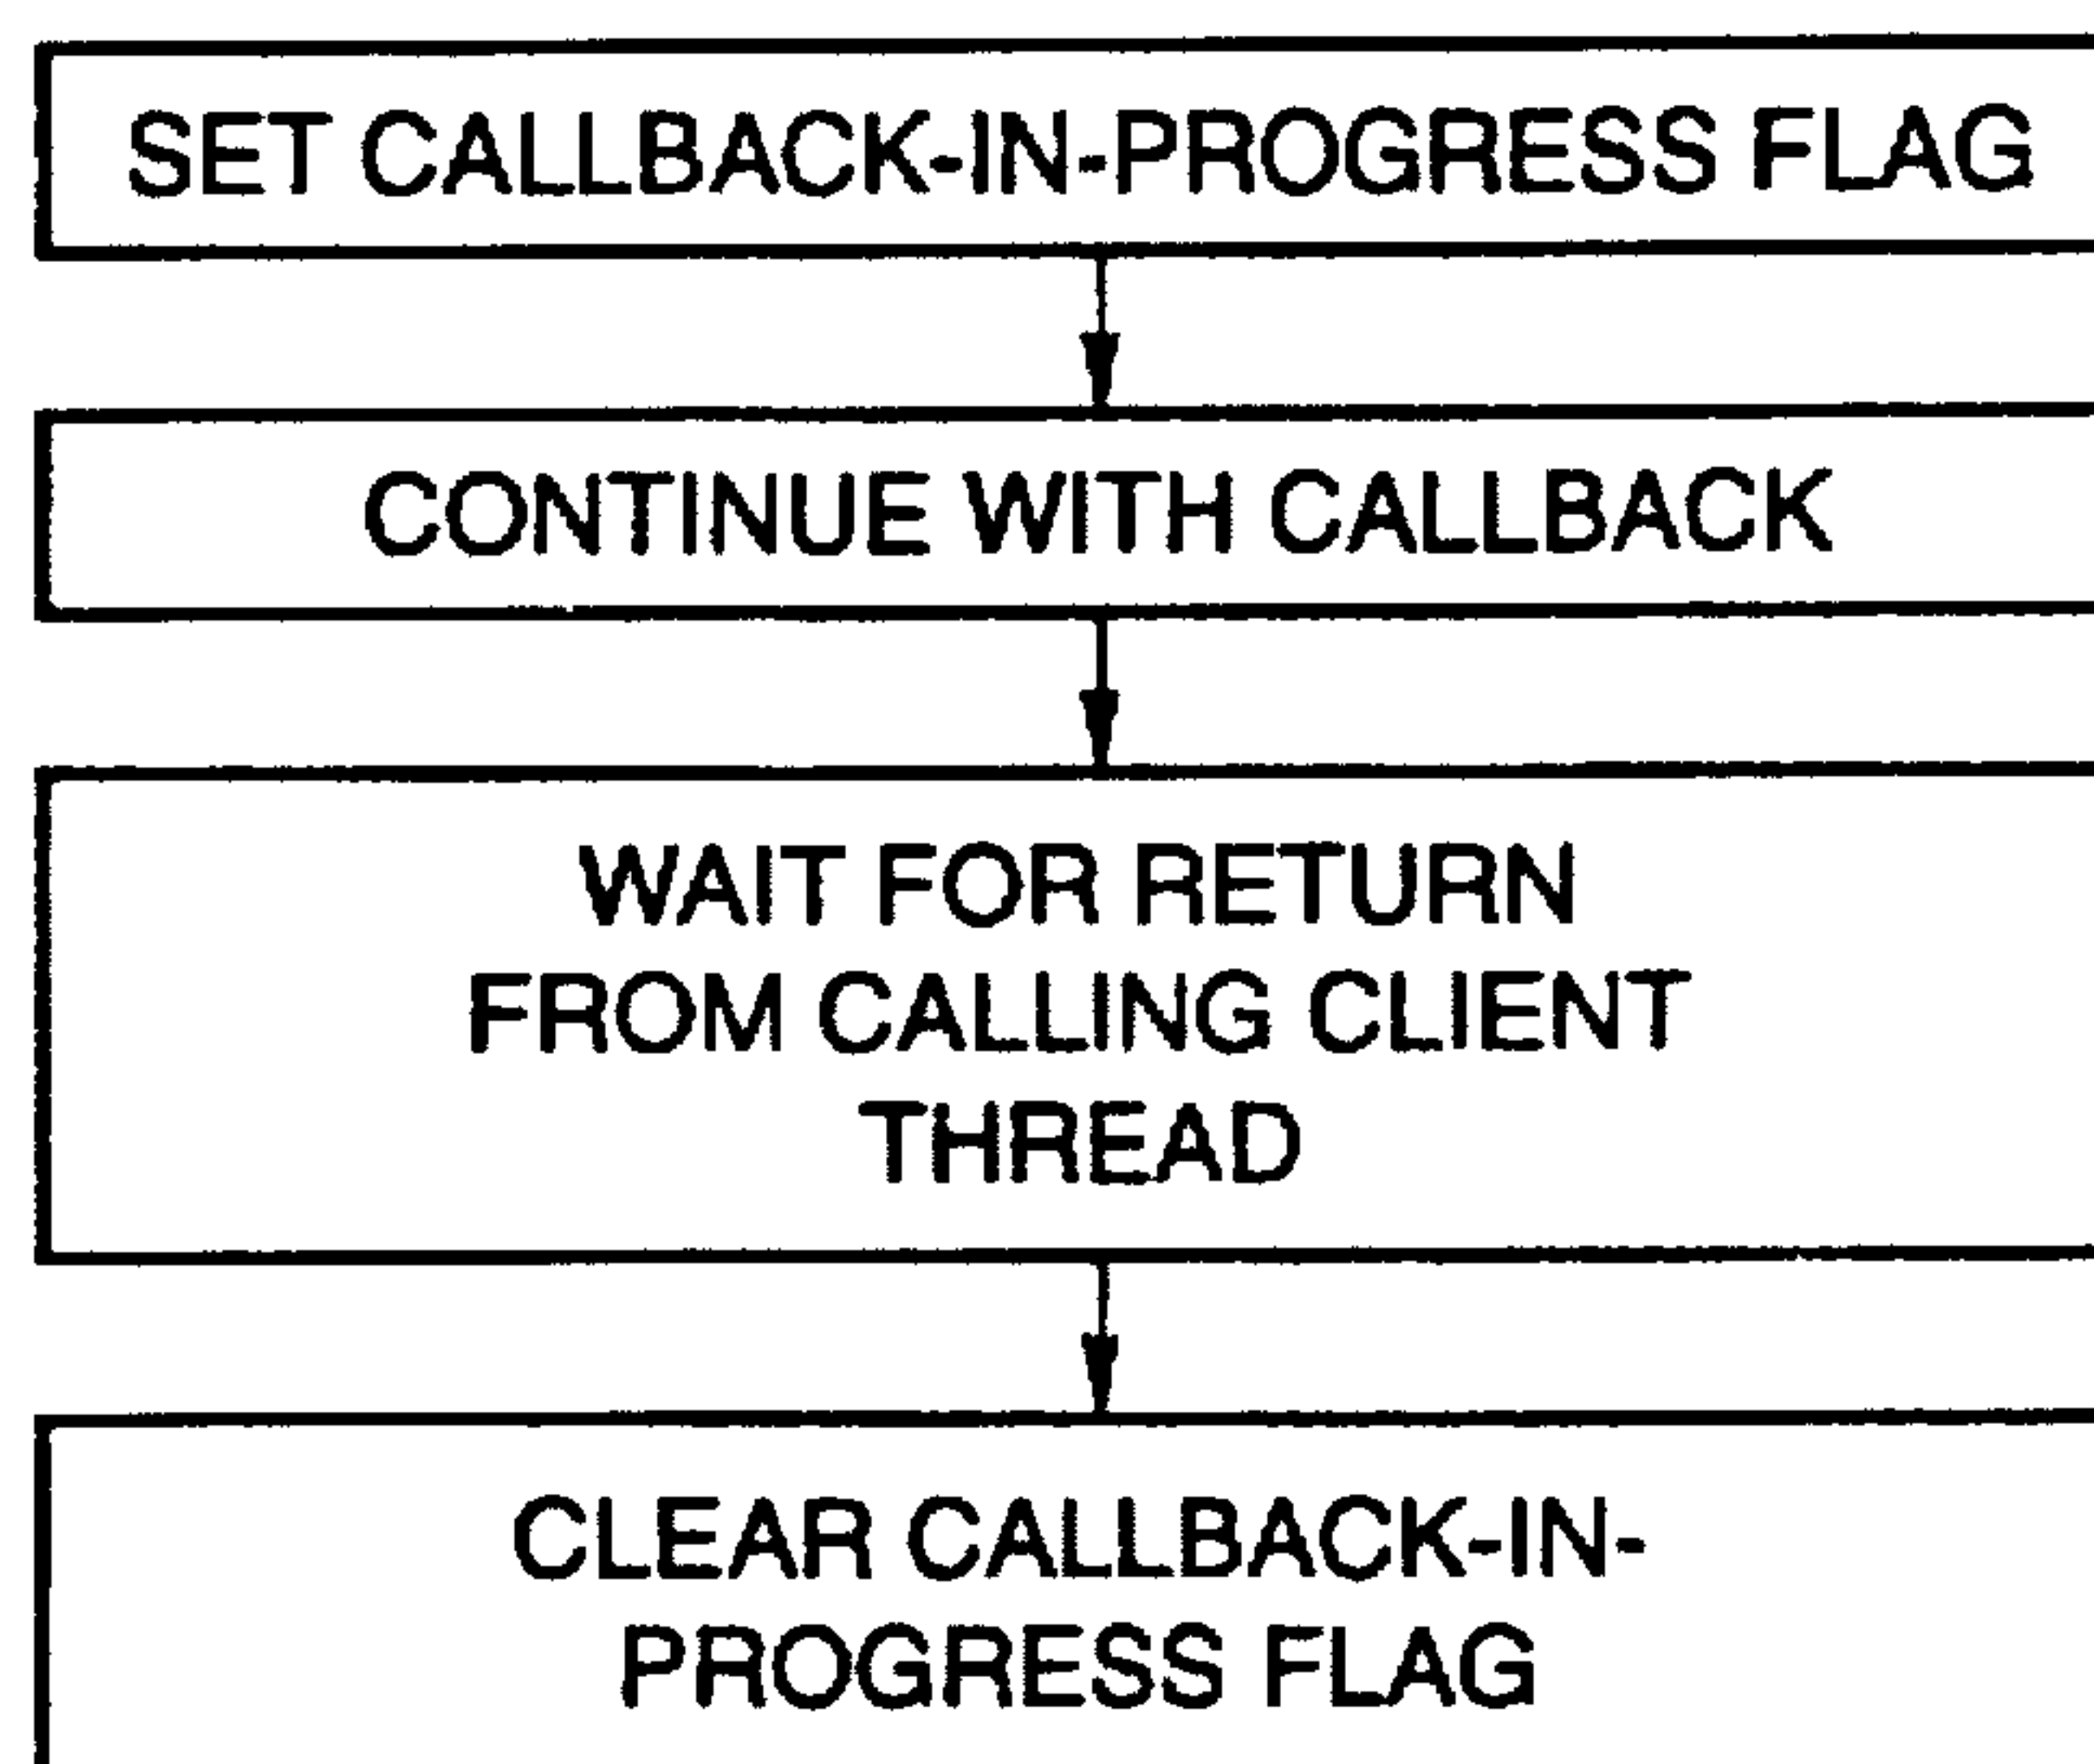 SET CALLBACK-IN-PROGRESS FLAG
CONTINUE WITH CALLBACK
WAIT FOR RETURN
FROM CALLING CLIENT
THREAD
CLEAR CALLBACK-IN-
PROGRESS FLAG